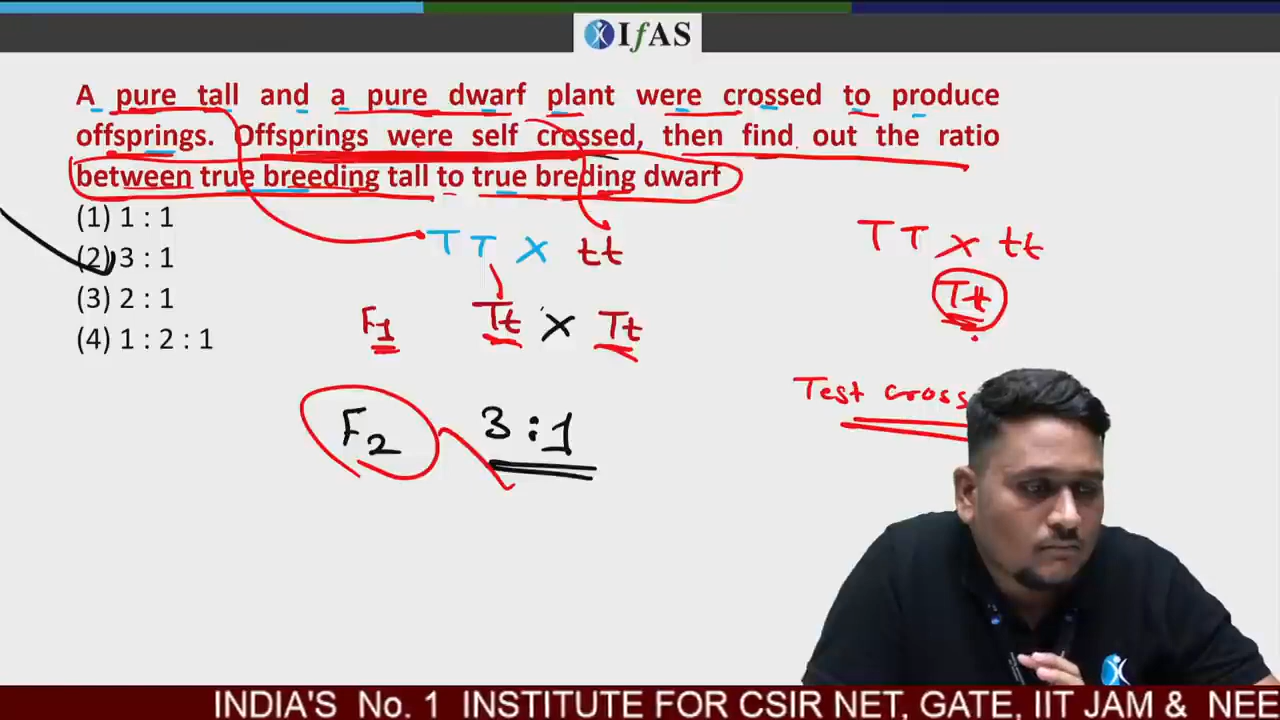 IfAS
A pure tall and a pure dwarf plant were crossed to produce
offsprings. Offsprings were self crossed, then find out the ratio
between true breeding tall to true breding dwarf
(1) 1 : 1
(2) 3 : 1
(3) 2 : 1
(4) 1 : 2 : 1
TT X tt
F1 Tt X Tt
F2 3:1
TT X tt
Tt
Test cross
INDIA'S No. 1 INSTITUTE FOR CSIR NET, GATE, IIT JAM & NEE